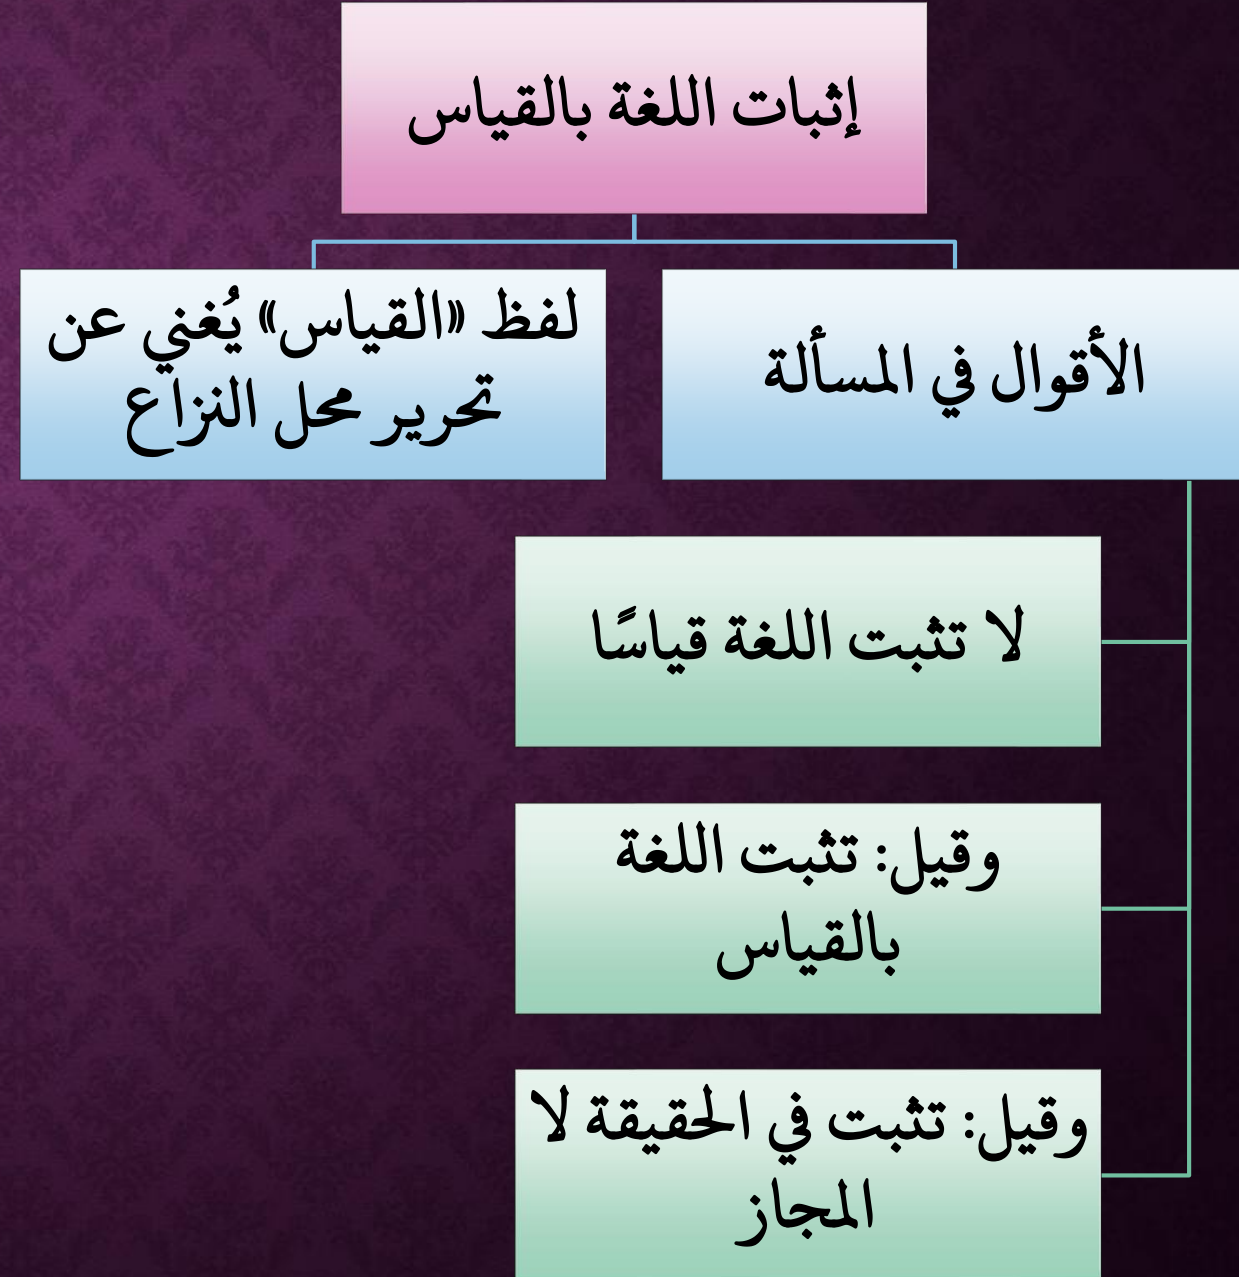 إثبات اللغة بالقياس
الأقوال في المسألة
لفظ «القياس» يُغني عن
تحرير محل النزاع
لا تثبت اللغة قياسًا
وقيل: تثبت اللغة
بالقياس
وقيل: تثبت في الحقيقة لا
المجاز